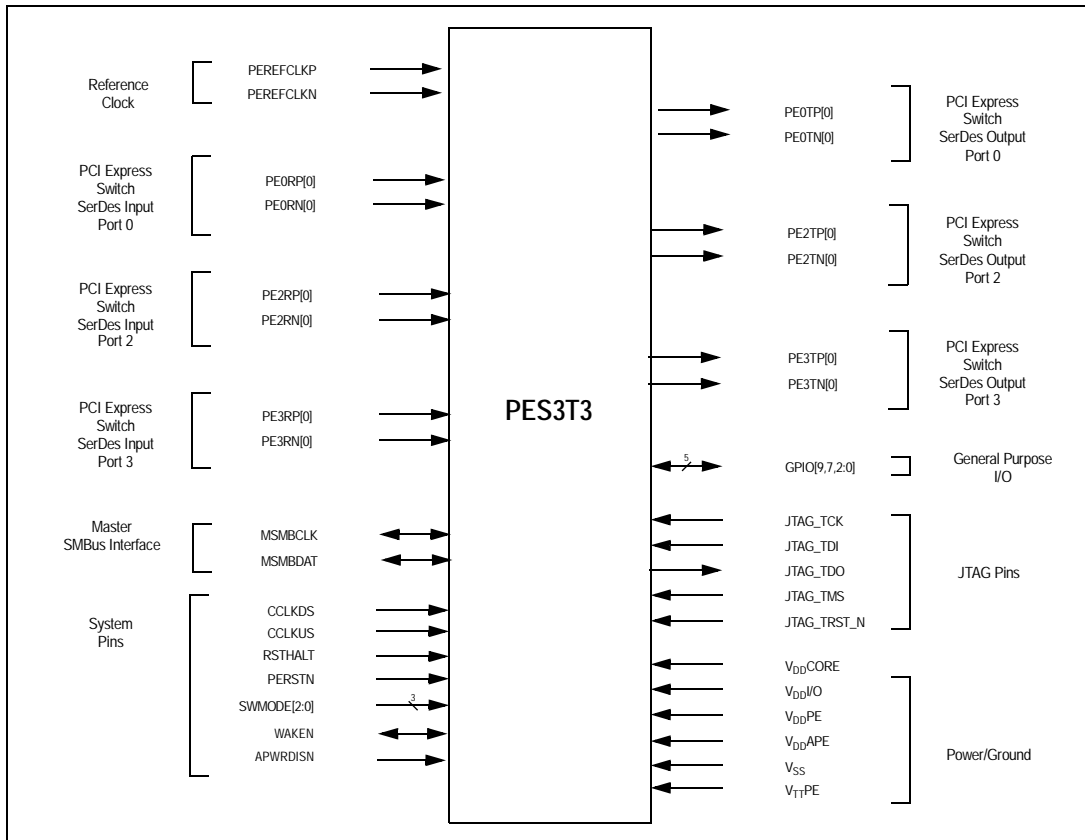 Reference
Clock
PEREFCLKP
PEREFCLKN
PCI Express
Switch
SerDes Input
Port 0
PE0RP[0]
PE0RN[0]
PCI Express
Switch
SerDes Input
Port 2
PE2RP[0]
PE2RN[0]
PCI Express
Switch
SerDes Input
Port 3
PE3RP[0]
PE3RN[0]
Master
SMBus Interface
MSMBCLK
MSMBDAT
System
Pins
CCLKDS
CCLKUS
RSTHALT
PERSTN
SWMODE[2:0]
3
WAKEN
APWRDISN
PES3T3
PE0TP[0]
PE0TN[0]
PCI Express
Switch
SerDes Output
Port 0
PE2TP[0]
PE2TN[0]
PCI Express
Switch
SerDes Output
Port 2
PE3TP[0]
PE3TN[0]
PCI Express
Switch
SerDes Output
Port 3
5
GPIO[9,7,2:0]
General Purpose
I/O
JTAG_TCK
JTAG_TDI
JTAG_TDO
JTAG_TMS
JTAG_TRST_N
JTAG Pins
VDDCORE
VDDI/O
VDDPE
VDDAPE
VSS
VTTPE
Power/Ground